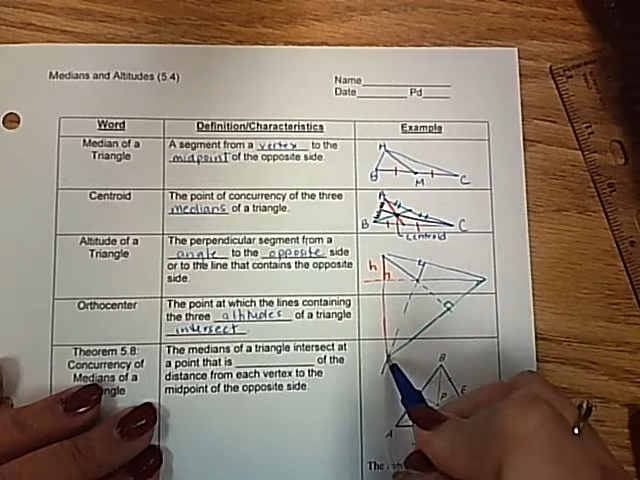 Medians and Altitudes (5.4)
Name
Date Pd
Word Definition/Characteristics Example
Median of a
Triangle
A segment from a vertex to the
midpoint of the opposite side.
M
C
Centroid
The point of concurrency of the three
medians of a triangle.
A
B
C
centroid
Altitude of a
Triangle
The perpendicular segment from a
angle to the opposite side
or to the line that contains the opposite
side.
h
Orthocenter
The point at which the lines containing
the three altitudes of a triangle
intersect
Theorem 5.8:
Concurrency of
Medians of a
The medians of a triangle intersect at
a point that is of the
distance from each vertex to the
midpoint of the opposite side.
B
P
E
A
The